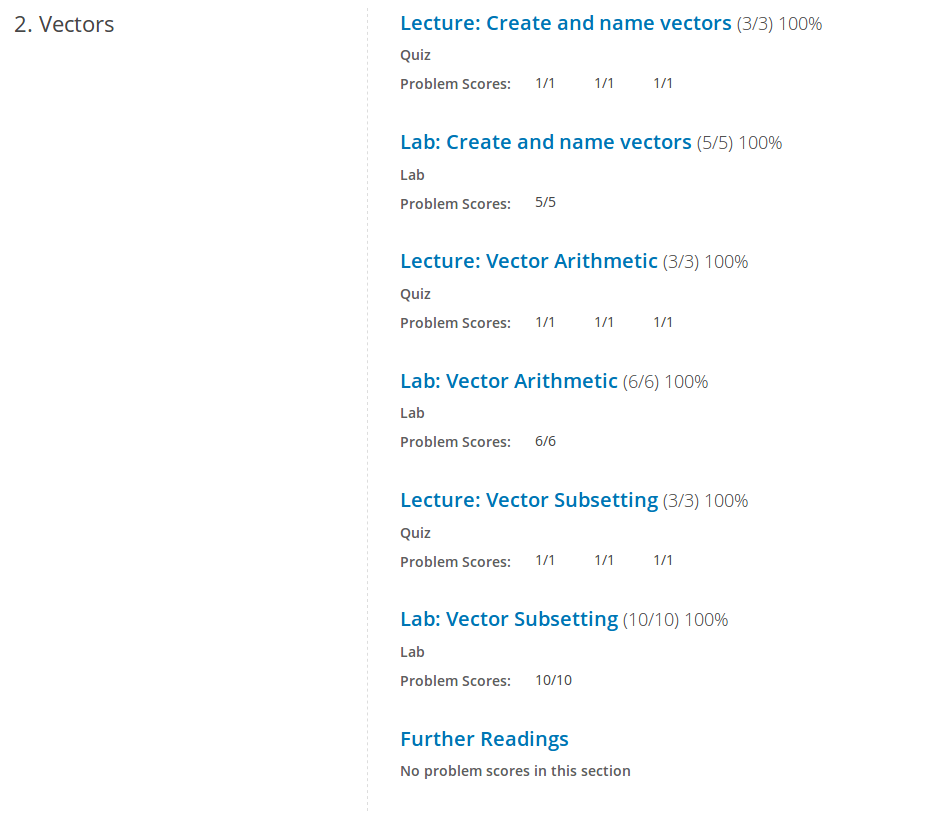 2. Vectors
Lecture: Create and name vectors (3/3) 100%
Quiz
Problem Scores: 1/1 1/1 1/1
Lab: Create and name vectors (5/5) 100%
Lab
Problem Scores: 5/5
Lecture: Vector Arithmetic (3/3) 100%
Quiz
Problem Scores: 1/1 1/1 1/1
Lab: Vector Arithmetic (6/6) 100%
Lab
Problem Scores: 6/6
Lecture: Vector Subsetting (3/3) 100%
Quiz
Problem Scores: 1/1 1/1 1/1
Lab: Vector Subsetting (10/10) 100%
Lab
Problem Scores: 10/10
Further Readings
No problem scores in this section